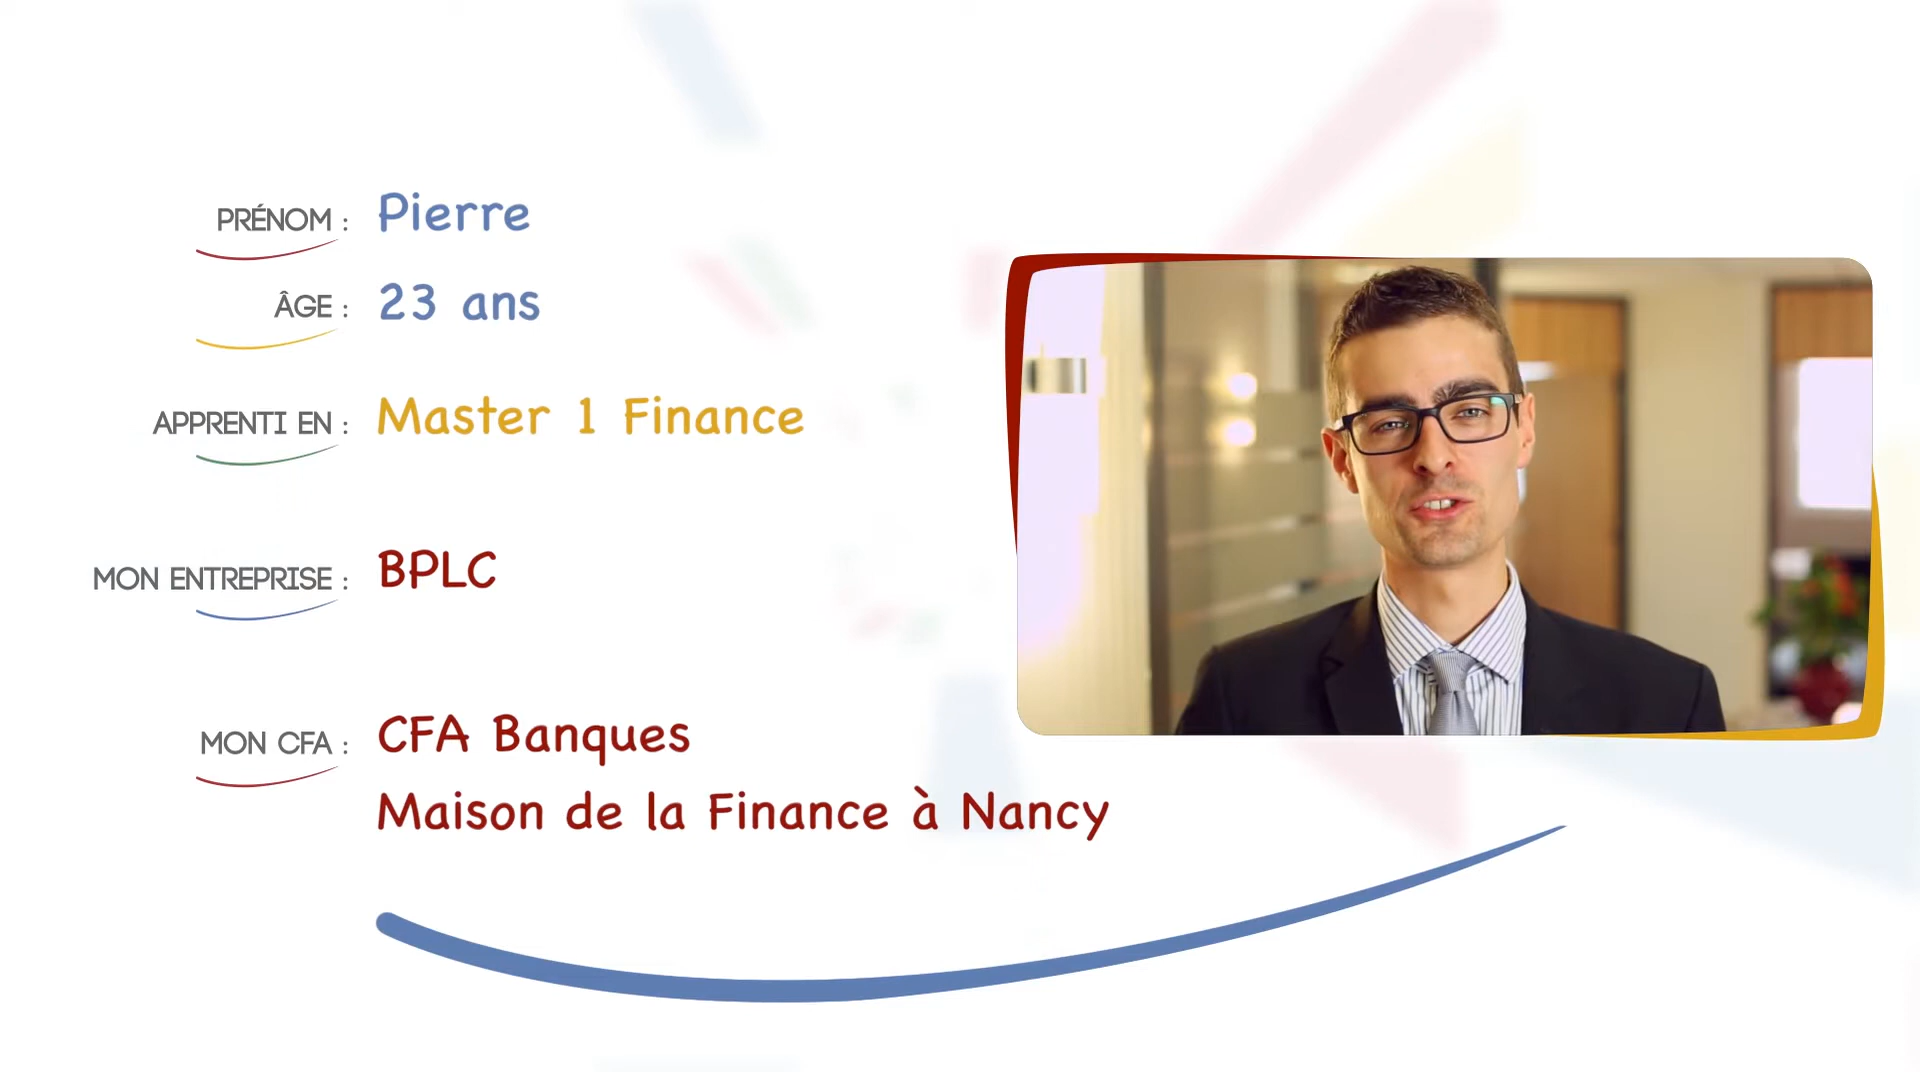 PRÉNOM : Pierre
ÂGE : 23 ans
APPRENTI EN : Master 1 Finance
MON ENTREPRISE : BPLC
MON CFA : CFA Banques
Maison de la Finance à Nancy